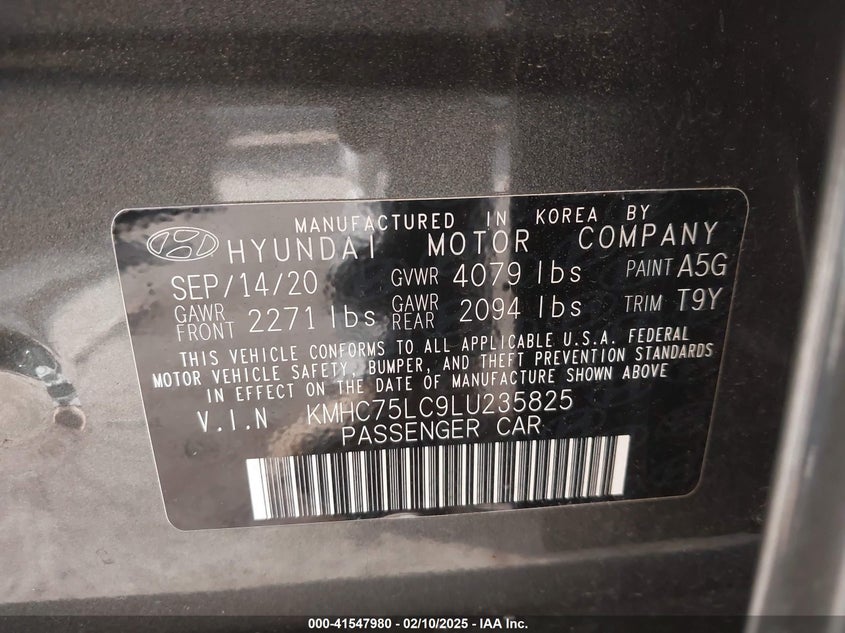 MANUFACTURED IN KOREA BY
HYUNDAI MOTOR COMPANY
SEP/14/20 GVWR 4079 lbs PAINT A5G
GAWR FRONT 2271 lbs GAWR REAR 2094 lbs TRIM T9Y
THIS VEHICLE CONFORMS TO ALL APPLICABLE U.S.A. FEDERAL
MOTOR VEHICLE SAFETY, BUMPER, AND THEFT PREVENTION STANDARDS
IN EFFECT ON THE DATE OF MANUFACTURE SHOWN ABOVE
V.I.N KMHC75LC9LU235825
PASSENGER CAR
000-41547980 - 02/10/2025 - IAA Inc.